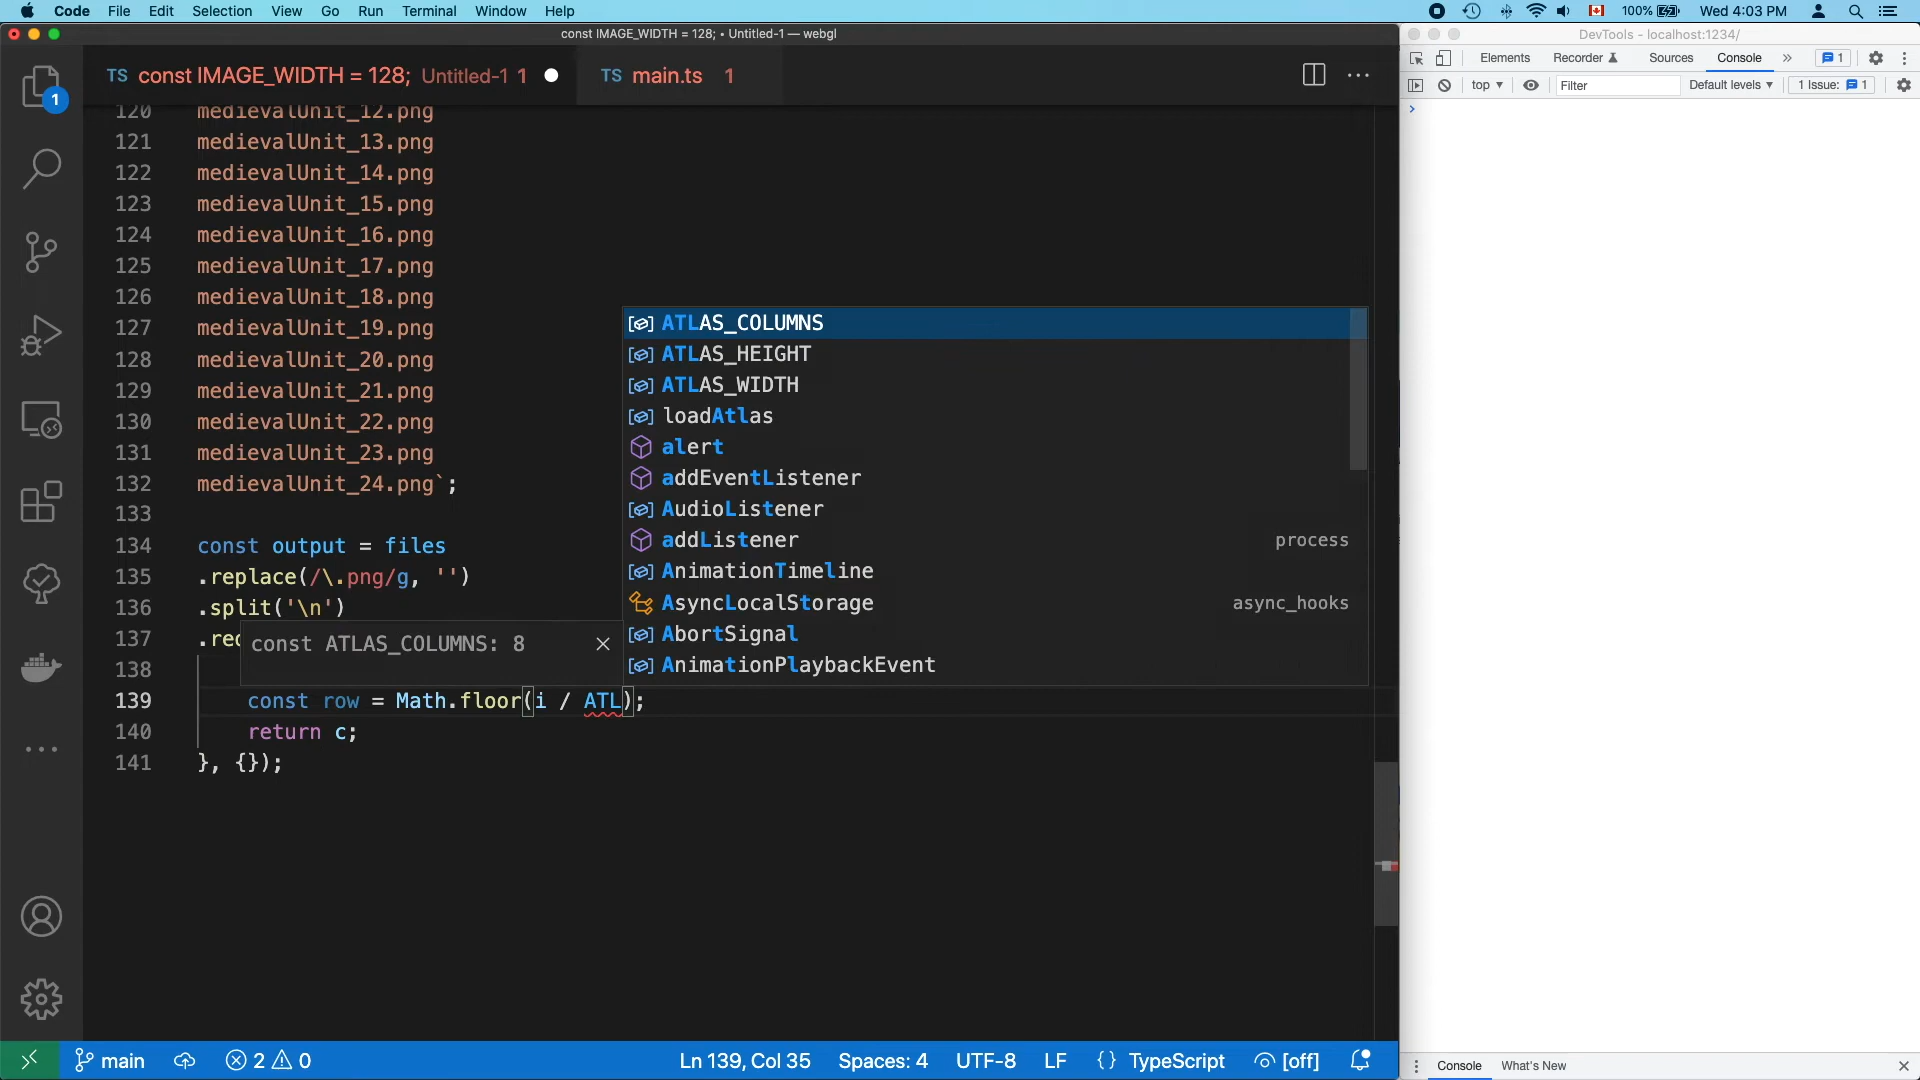 Code File Edit Selection View Go Run Terminal Window Help
100% Wed 4:03 PM
const IMAGE_WIDTH = 128; • Untitled-1 — webgl
DevTools - localhost:1234/
TS const IMAGE_WIDTH = 128; Untitled-1 1
TS main.ts 1
Elements Recorder Sources Console » 1
top ▾ Filter Default levels ▾ 1 Issue: 1
1
120 medievalUnit_12.png
121 medievalUnit_13.png
122 medievalUnit_14.png
123 medievalUnit_15.png
124 medievalUnit_16.png
125 medievalUnit_17.png
126 medievalUnit_18.png
127 medievalUnit_19.png
128 medievalUnit_20.png
129 medievalUnit_21.png
130 medievalUnit_22.png
131 medievalUnit_23.png
132 medievalUnit_24.png`;
133
134 const output = files
135 .replace(/\.png/g, '')
136 .split('\n')
137 .rec
138
139 const row = Math.floor(i / ATL);
140 return c;
141 }, {});
const ATLAS_COLUMNS: 8
ATLAS_COLUMNS
ATLAS_HEIGHT
ATLAS_WIDTH
loadAtlas
alert
addEventListener
AudioListener
addListener process
AnimationTimeline
AsyncLocalStorage async_hooks
AbortSignal
AnimationPlaybackEvent
main 2 0 Ln 139, Col 35 Spaces: 4 UTF-8 LF {} TypeScript [off]
Console What's New